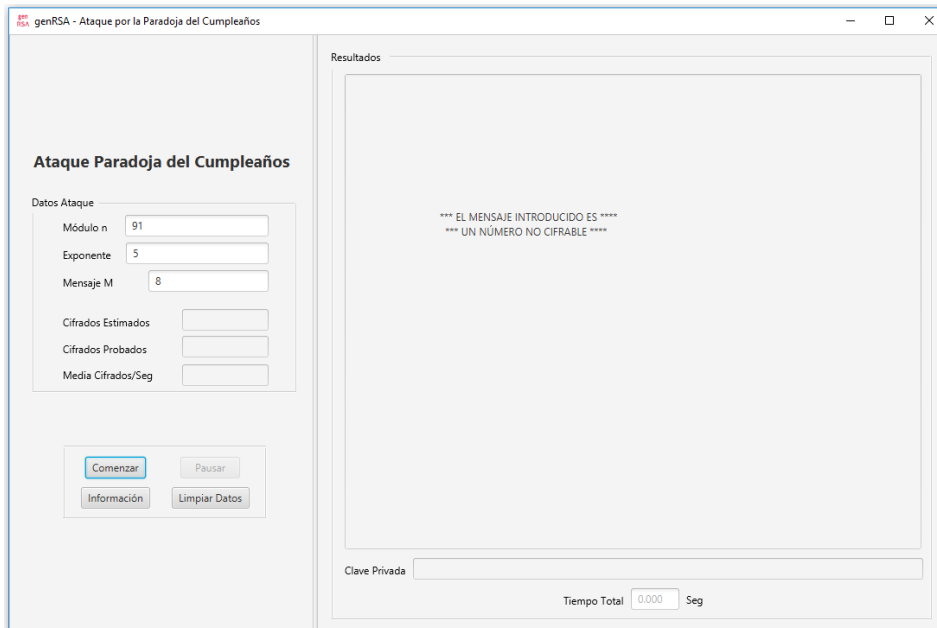 gen RSA genRSA - Ataque por la Paradoja del Cumpleaños
Ataque Paradoja del Cumpleaños
Datos Ataque
Módulo n 91
Exponente 5
Mensaje M 8
Cifrados Estimados
Cifrados Probados
Media Cifrados/Seg
Comenzar Pausar
Información Limpiar Datos
Resultados
*** EL MENSAJE INTRODUCIDO ES ****
*** UN NÚMERO NO CIFRABLE ****
Clave Privada
Tiempo Total 0.000 Seg